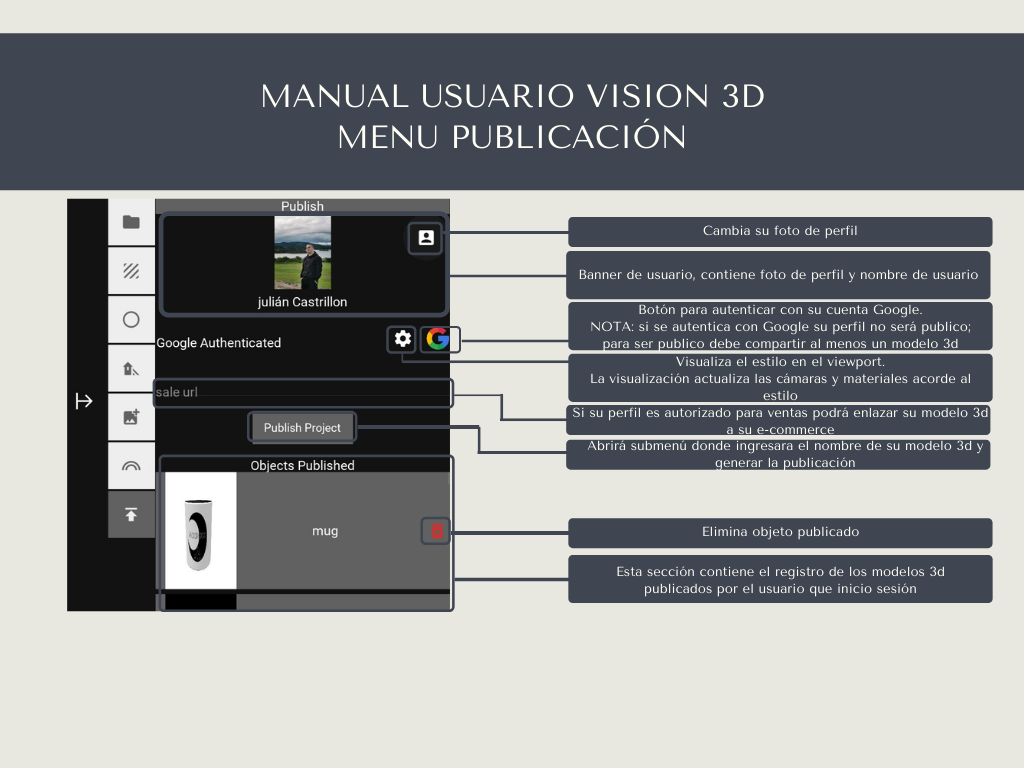 MANUAL USUARIO VISION 3D
MENU PUBLICACIÓN
Publish
julián Castrillon
Google Authenticated
sale url
Publish Project
Objects Published
mug
Cambia su foto de perfil
Banner de usuario, contiene foto de perfil y nombre de usuario
Botón para autenticar con su cuenta Google.
NOTA: si se autentica con Google su perfil no será publico;
para ser publico debe compartir al menos un modelo 3d
Visualiza el estilo en el viewport.
La visualización actualiza las cámaras y materiales acorde al
estilo
Si su perfil es autorizado para ventas podrá enlazar su modelo 3d
a su e-commerce
Abrirá submenú donde ingresara el nombre de su modelo 3d y
generar la publicación
Elimina objeto publicado
Esta sección contiene el registro de los modelos 3d
publicados por el usuario que inicio sesión